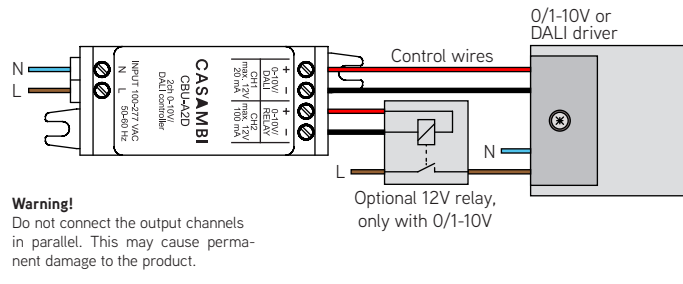 0/1-10V or
DALI driver
Control wires
N
L
INPUT 100-277 VAC
N L 50-60 Hz
CASAMBI
CBU-A2D
2ch 0-10V/
DALI controller
0-10V/
DALI
CH1
max. 12V
20 mA
+
-
0-10V/
RELAY
CH2
max. 12V
100 mA
+
-
N
L
Optional 12V relay,
only with 0/1-10V
Warning!
Do not connect the output channels
in parallel. This may cause perma-
nent damage to the product.